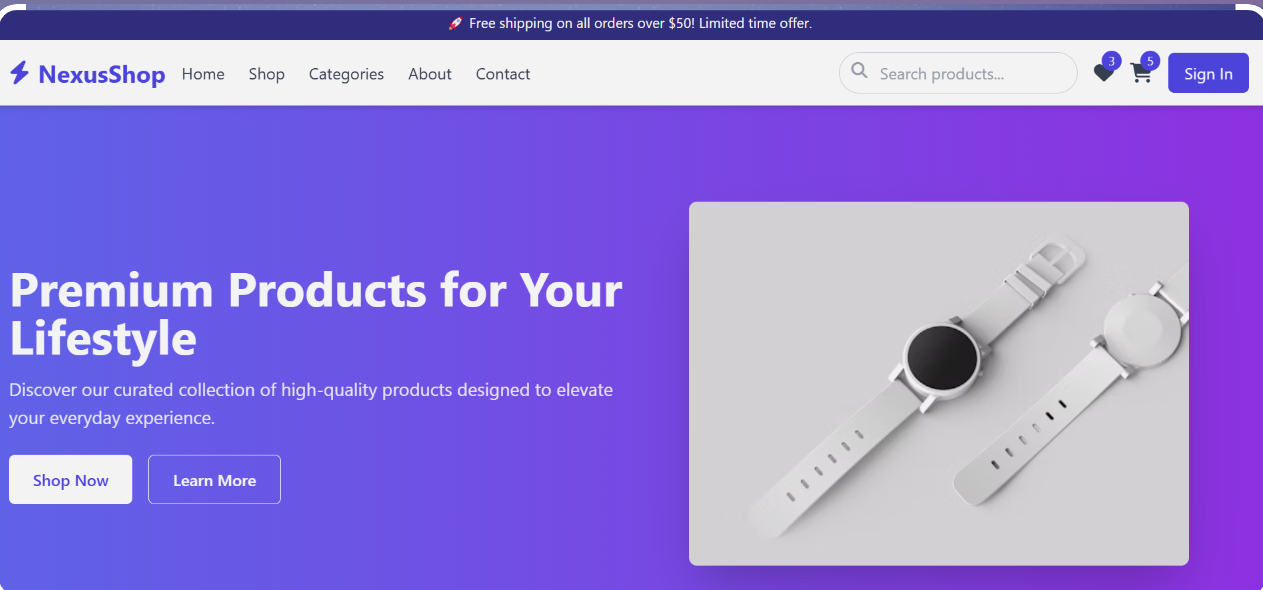 🚀 Free shipping on all orders over $50! Limited time offer.
NexusShop Home Shop Categories About Contact Search products... 3 5 Sign In
Premium Products for Your
Lifestyle
Discover our curated collection of high-quality products designed to elevate
your everyday experience.
Shop Now Learn More